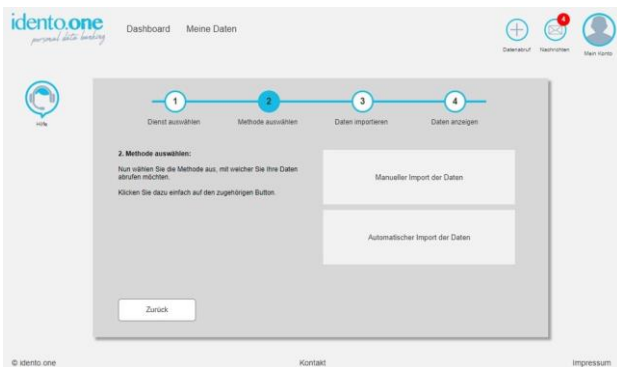 idento.one
personal data banking
Dashboard Meine Daten
4
Datenabruf Nachrichten Mein Konto
Hilfe
1 2 3 4
Dienst auswählen Methode auswählen Daten importieren Daten anzeigen
2. Methode auswählen:
Nun wählen Sie die Methode aus, mit welcher Sie Ihre Daten
abrufen möchten.
Klicken Sie dazu einfach auf den zugehörigen Button.
Manueller Import der Daten
Automatischer Import der Daten
Zurück
© idento.one Kontakt Impressum